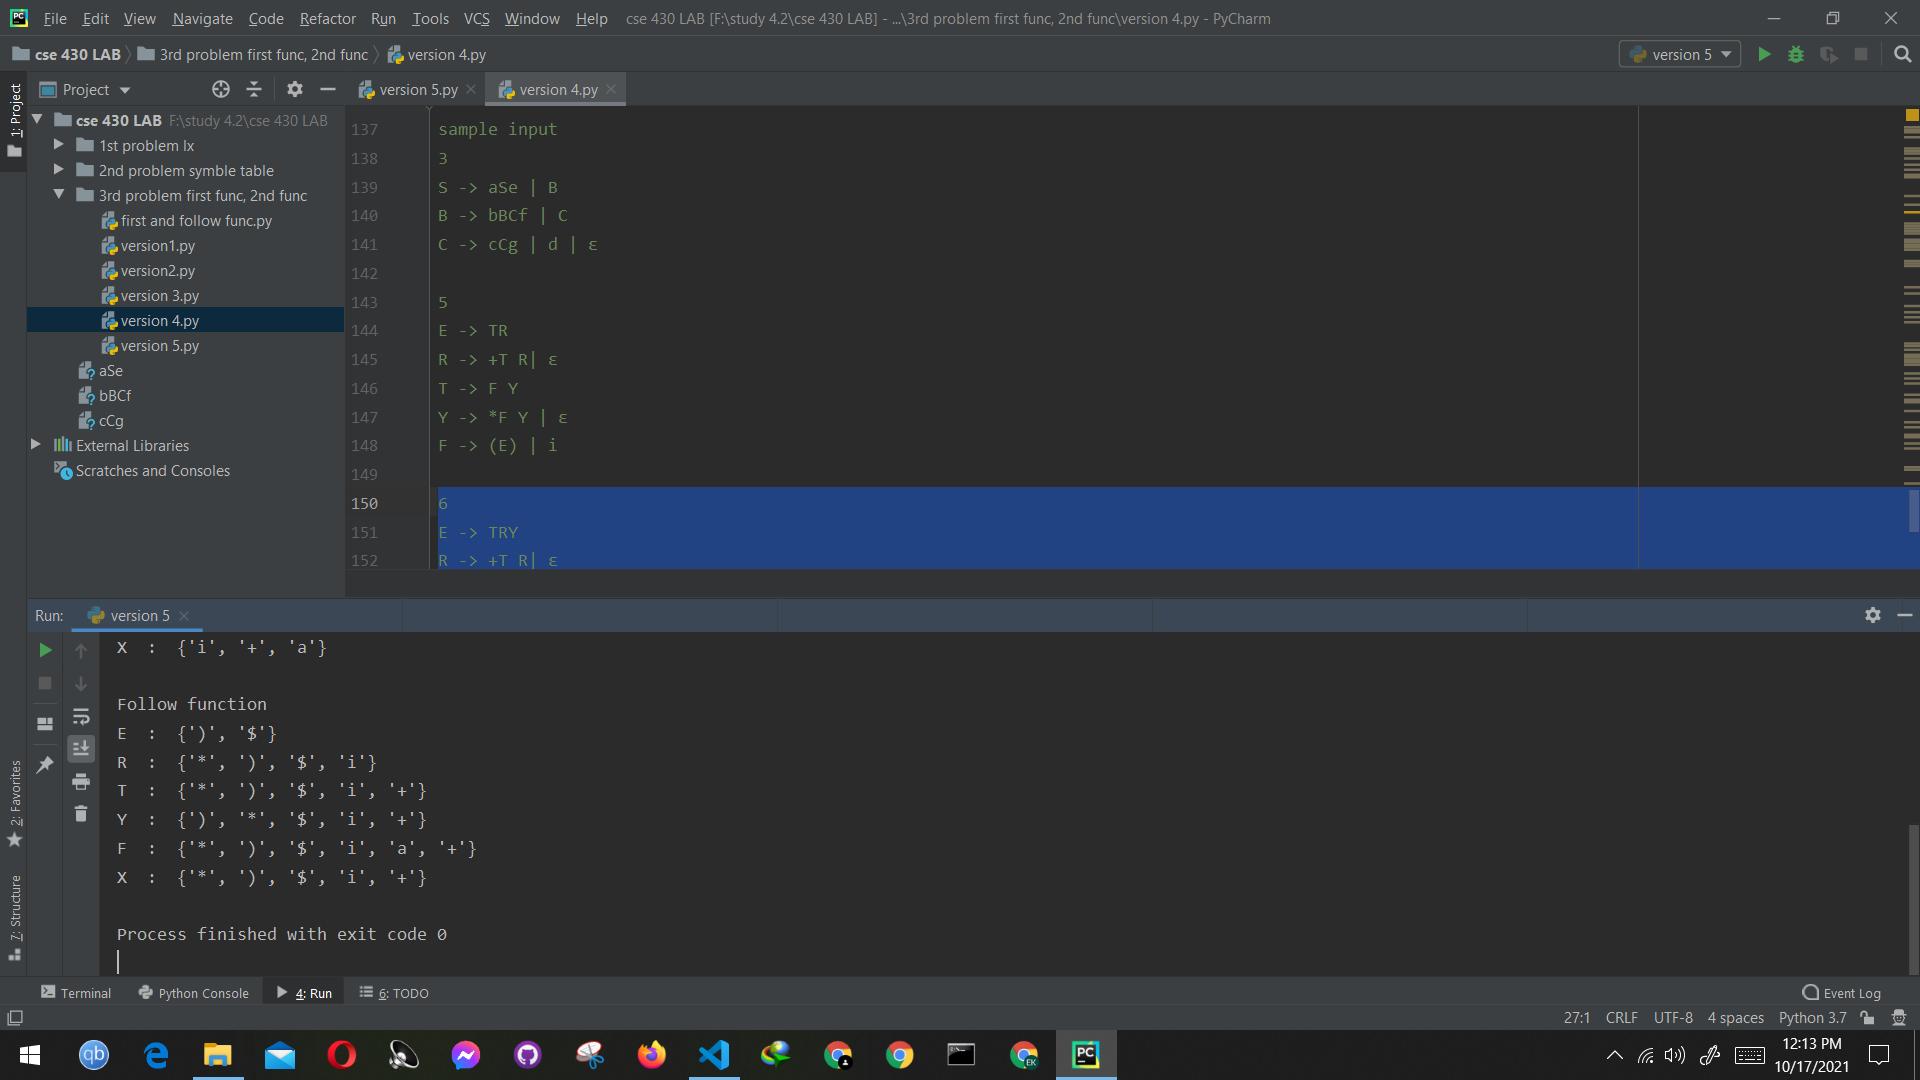 File Edit View Navigate Code Refactor Run Tools VCS Window Help cse 430 LAB [F:\study 4.2\cse 430 LAB] - ...\3rd problem first func, 2nd func\version 4.py - PyCharm
cse 430 LAB 3rd problem first func, 2nd func version 4.py version 5
Project version 5.py version 4.py
1: Project
cse 430 LAB F:\study 4.2\cse 430 LAB
1st problem lx
2nd problem symble table
3rd problem first func, 2nd func
first and follow func.py
version1.py
version2.py
version 3.py
version 4.py
version 5.py
aSe
bBCf
cCg
External Libraries
Scratches and Consoles
137 sample input
138 3
139 S -> aSe | B
140 B -> bBCf | C
141 C -> cCg | d | ε
142
143 5
144 E -> TR
145 R -> +T R| ε
146 T -> F Y
147 Y -> *F Y | ε
148 F -> (E) | i
149
150 6
151 E -> TRY
152 R -> +T R| ε
Run: version 5
X : {'i', '+', 'a'}
Follow function
E : {')', '$'}
R : {'*', ')', '$', 'i'}
T : {'*', ')', '$', 'i', '+'}
Y : {')', '*', '$', 'i', '+'}
F : {'*', ')', '$', 'i', 'a', '+'}
X : {'*', ')', '$', 'i', '+'}
Process finished with exit code 0
2: Favorites
7: Structure
Terminal Python Console 4: Run 6: TODO Event Log
27:1 CRLF UTF-8 4 spaces Python 3.7
12:13 PM
10/17/2021